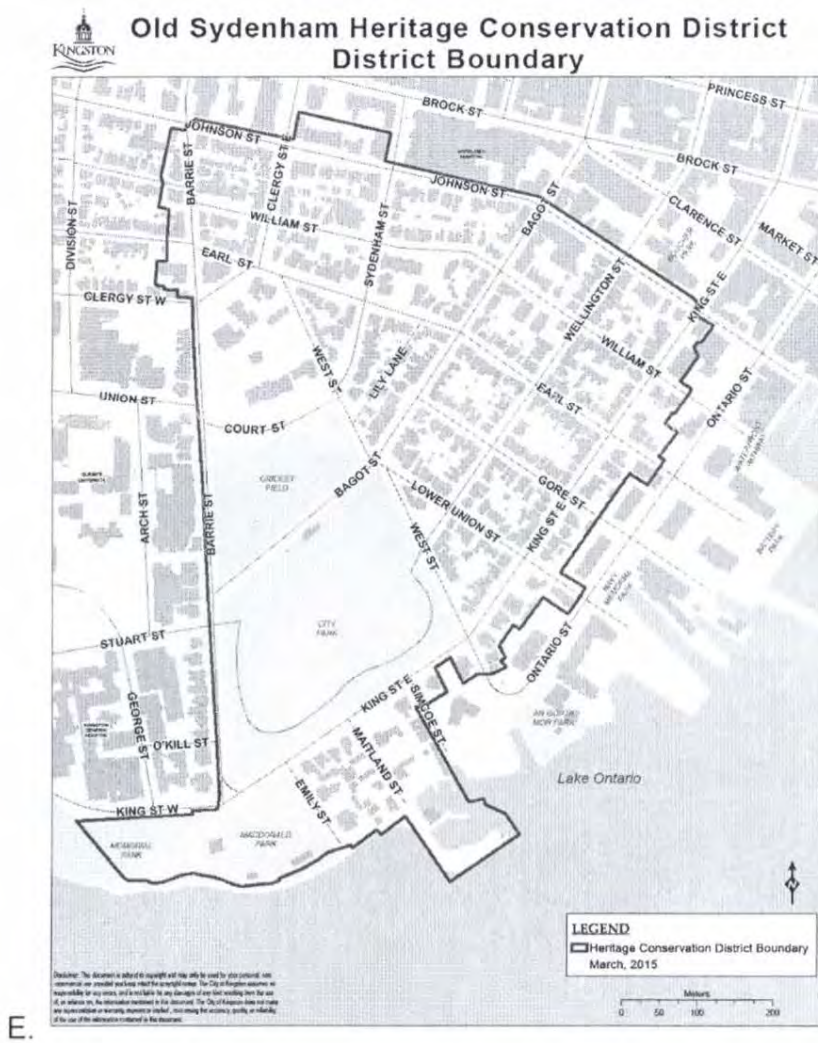 KINGSTON
Old Sydenham Heritage Conservation District
District Boundary
PRINCESS ST
BROCK ST
JOHNSON ST
BARRIE ST
CLERGY ST E
BROCK ST
JOHNSON ST
BAGOT ST
CLARENCE ST
MARKET ST
DIVISION ST
WILLIAM ST
SYDENHAM ST
EARL ST
WELLINGTON ST
KING ST E
CLERGY ST W
WEST ST
LILY LANE
WILLIAM ST
EARL ST
ONTARIO ST
UNION ST
COURT ST
BAGOT ST
GORE ST
LOWER UNION ST
KING ST E
ARCH ST
BARRIE ST
WEST ST
CITY
PARK
STUART ST
ONTARIO ST
KING ST E
SIMCOE ST
GEORGE ST
O'KILL ST
MAITLAND ST
EMILY ST
Lake Ontario
KING ST W
MEMORIAL
PARK
MACDONALD
PARK
LEGEND
Heritage Conservation District Boundary
March, 2015
Meters
0 50 100 200
E.